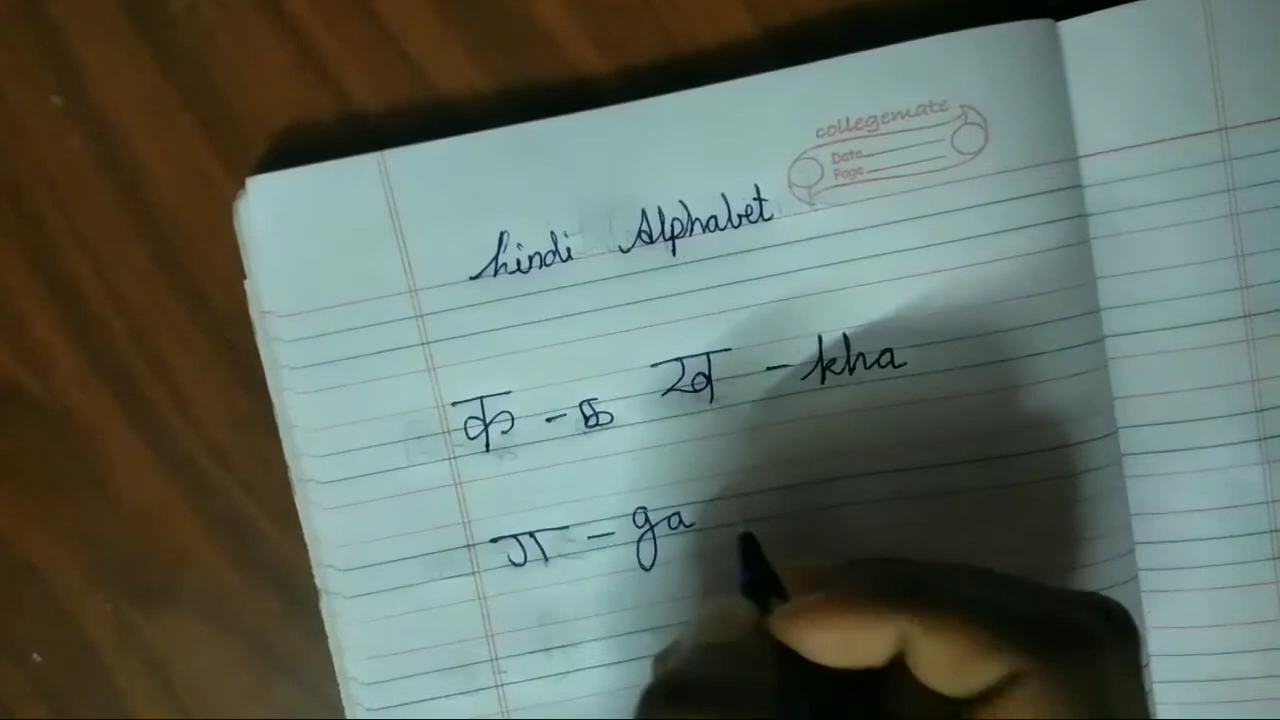 collegemate
Date
Page
hindi Alphabet
क - ख - kha
ग - ga